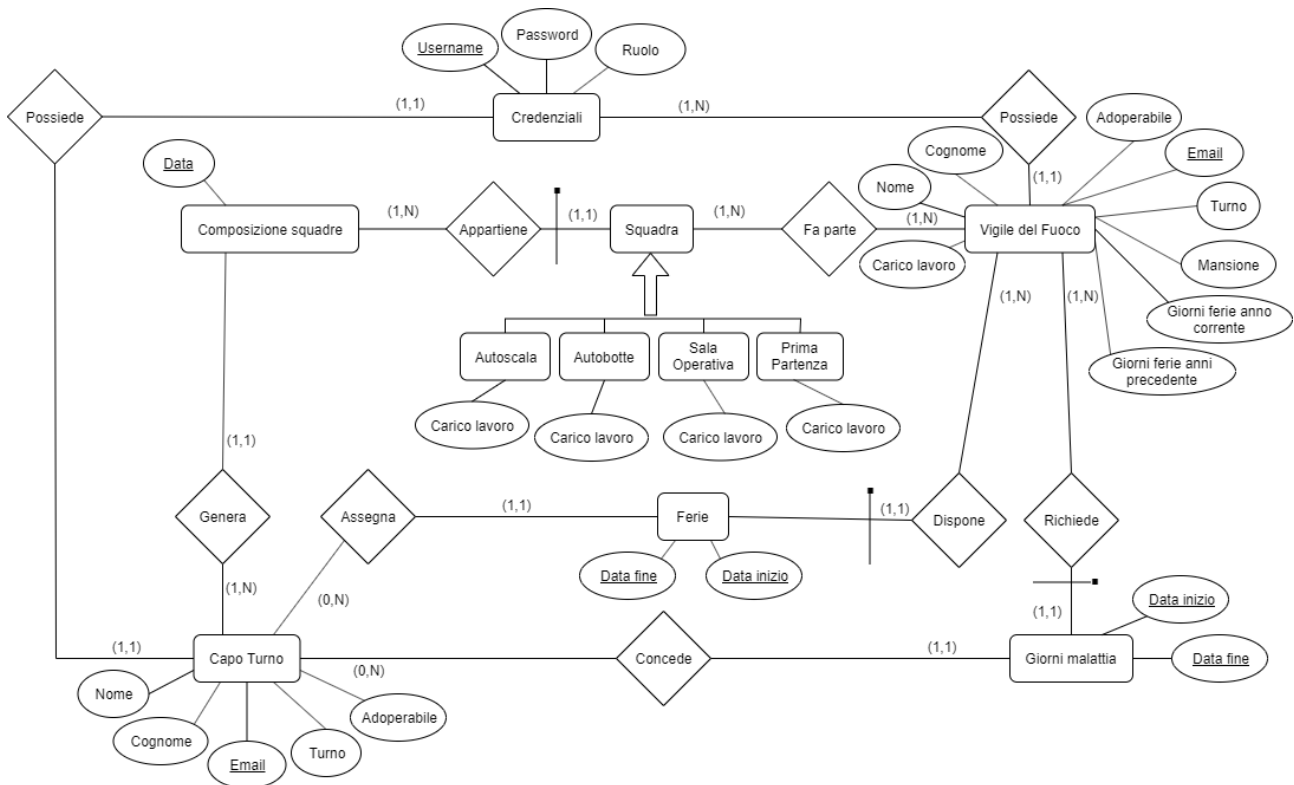 Password
Username
Ruolo
Possiede
(1,1)
Credenziali
(1,N)
Possiede
Adoperabile
Cognome
Email
Data
Nome
(1,1)
Turno
Composizione squadre
(1,N)
Appartiene
(1,1)
Squadra
(1,N)
Fa parte
(1,N)
Vigile del Fuoco
Carico lavoro
Mansione
(1,N)
(1,N)
Giorni ferie anno
corrente
Autoscala
Autobotte
Sala
Operativa
Prima
Partenza
Giorni ferie anni
precedente
Carico lavoro
Carico lavoro
Carico lavoro
Carico lavoro
(1,1)
Genera
Assegna
(1,1)
Ferie
(1,1)
Dispone
Richiede
Data fine
Data inizio
(1,N)
(0,N)
(1,1)
Data inizio
(1,1)
Capo Turno
(0,N)
Concede
(1,1)
Giorni malattia
Data fine
Nome
Cognome
Email
Turno
Adoperabile